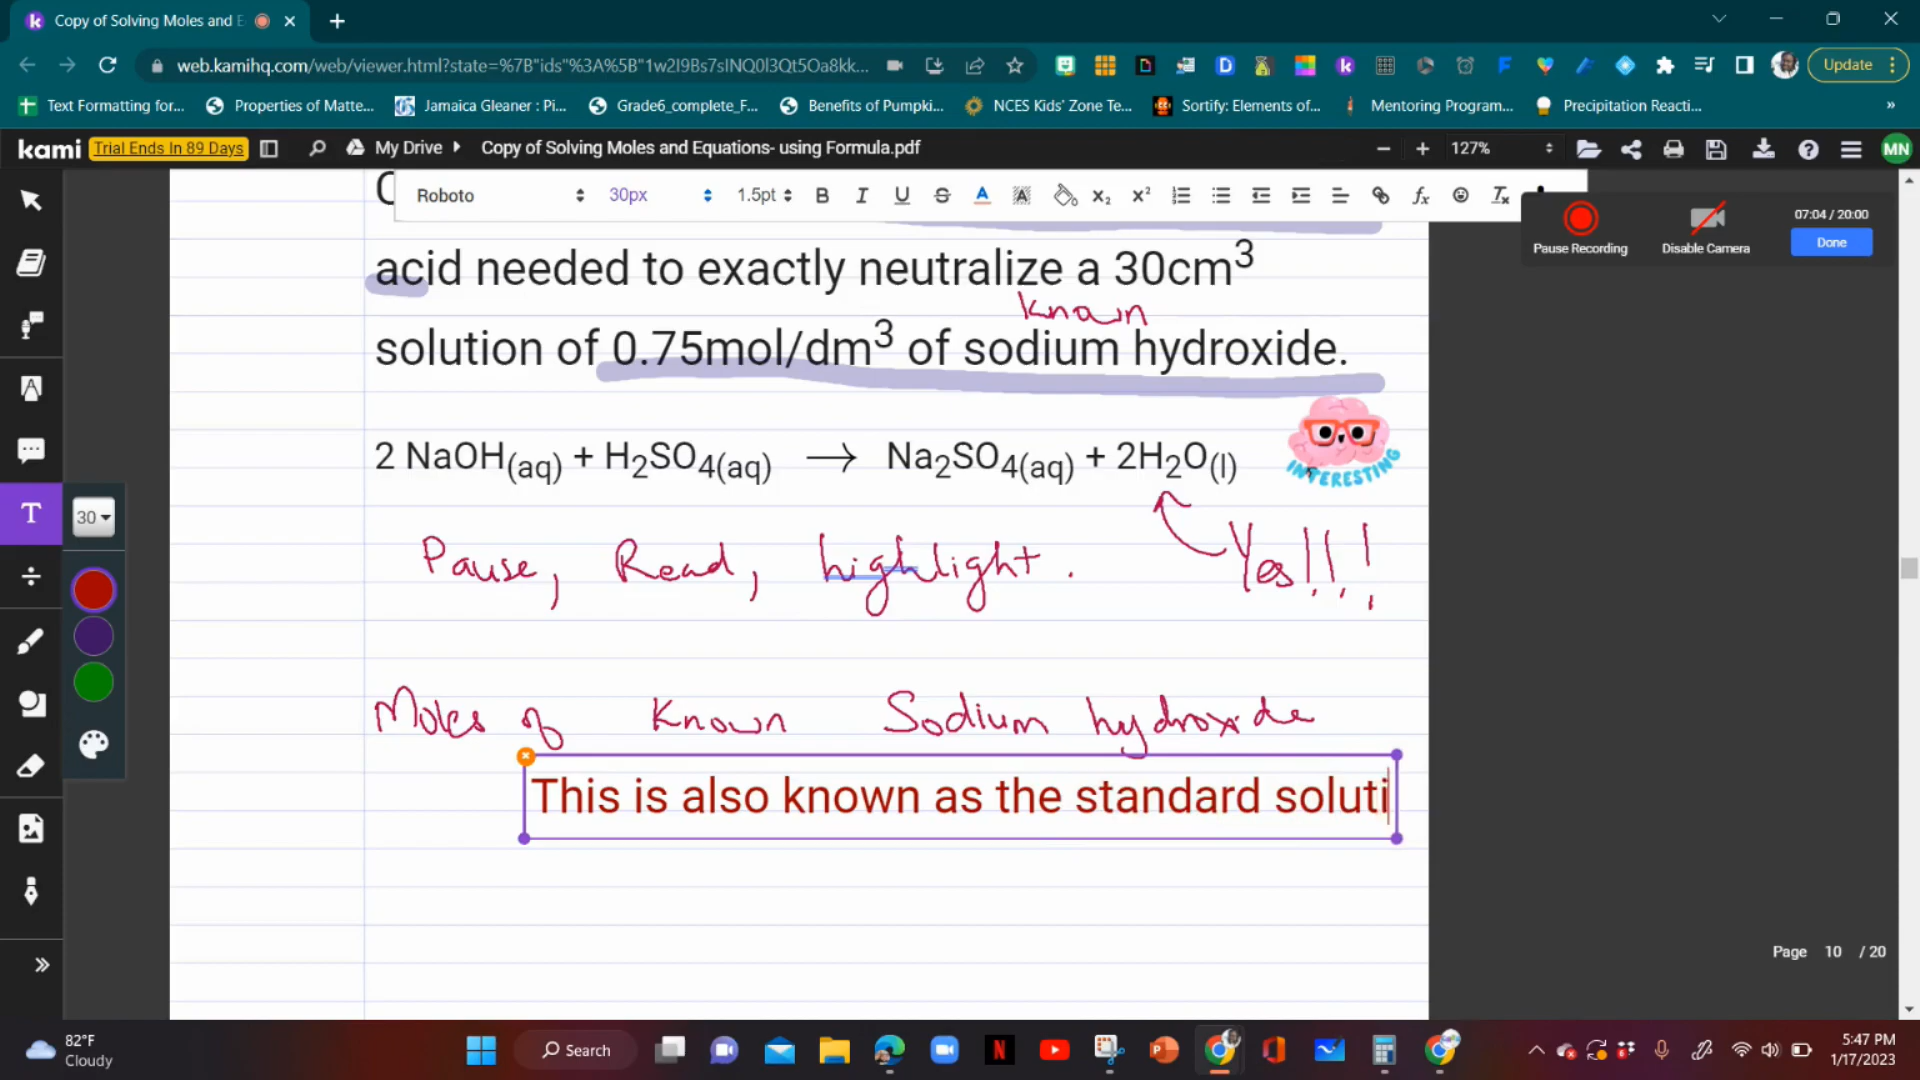 Copy of Solving Moles and E
web.kamihq.com/web/viewer.html?state=%7B"ids"%3A%5B"1w2I9Bs7sINQ0l3Qt5Oa8kk...
Update
Text Formatting for... Properties of Matte... Jamaica Gleaner : Pi... Grade6_complete_F... Benefits of Pumpki... NCES Kids' Zone Te... Sortify: Elements of... Mentoring Program... Precipitation Reacti... »
kami Trial Ends In 89 Days My Drive Copy of Solving Moles and Equations- using Formula.pdf 127% MN
Roboto 30px 1.5pt B I U S A A x₂ x² fx Tx
07:04 / 20:00
Pause Recording Disable Camera Done
acid needed to exactly neutralize a 30cm³
known
solution of 0.75mol/dm³ of sodium hydroxide.
2 NaOH(aq) + H₂SO₄(aq) → Na₂SO₄(aq) + 2H₂O(l)
INTERESTING
T 30
Pause, Read, highlight. Yes!!!
Moles of Known Sodium hydroxide
This is also known as the standard soluti
Page 10 / 20
82°F
Cloudy
Search
5:47 PM
1/17/2023